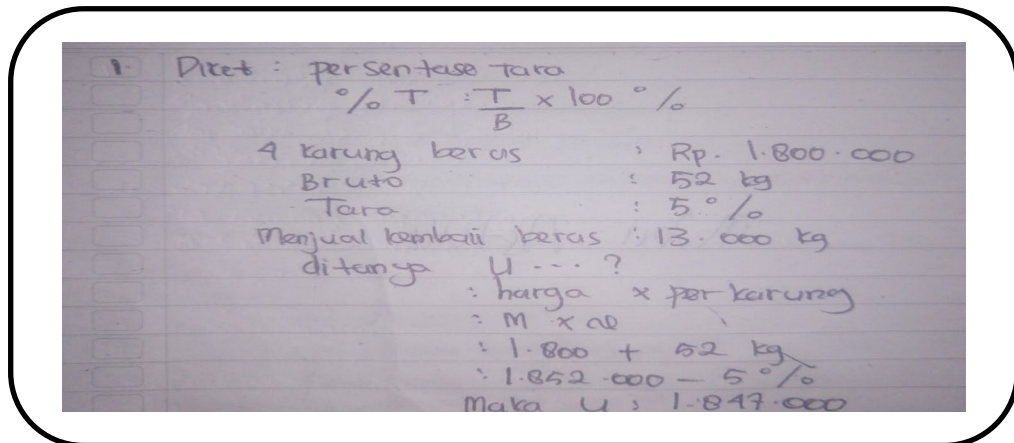 1. Diket : persentase Tara
% T : T/B x 100 %
4 karung beras : Rp. 1.800.000
Bruto : 52 kg
Tara : 5 %
Menjual kembali beras : 13.000 kg
ditanya U ... ?
: harga x per karung
: M x
: 1.800 + 52 kg
: 1.852.000 - 5 %
Maka U : 1.847.000